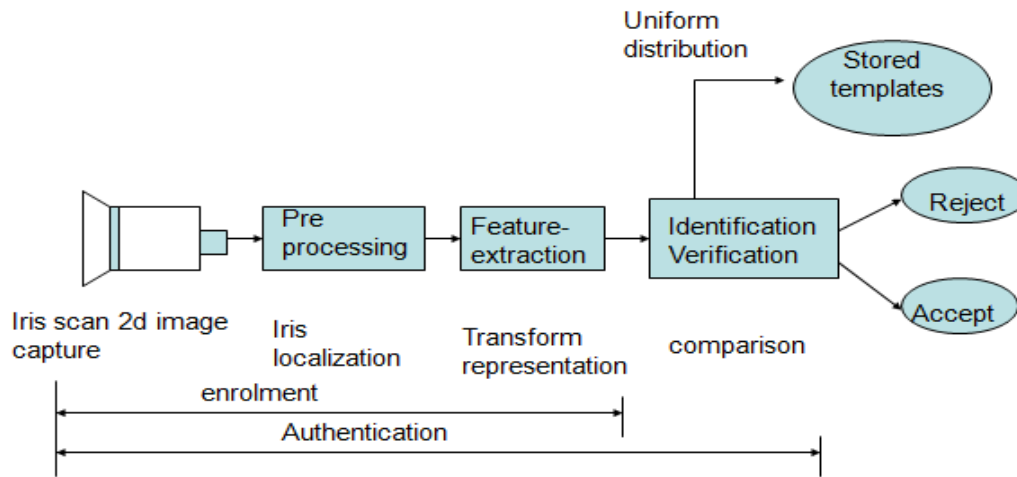 Uniform
distribution
Stored
templates
Pre
processing
Feature-
extraction
Identification
Verification
Reject
Accept
Iris scan 2d image
capture
Iris
localization
Transform
representation
comparison
enrolment
Authentication